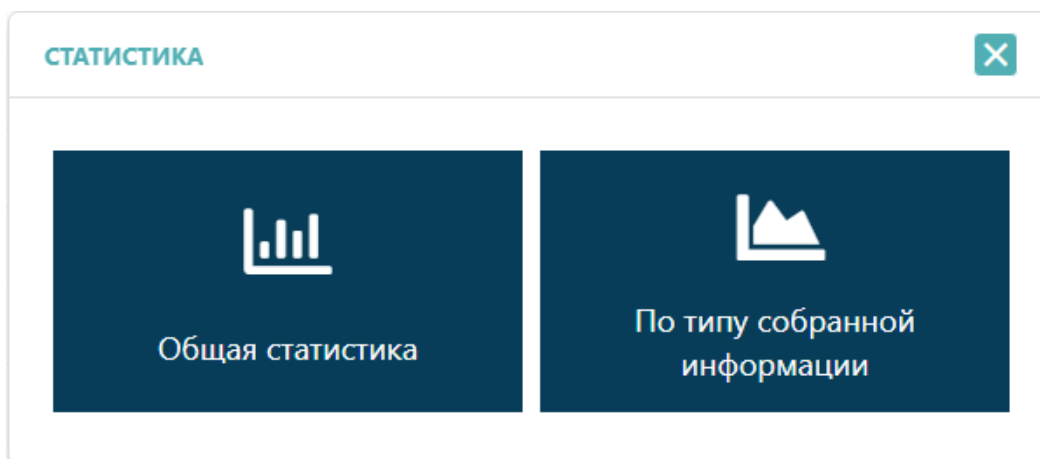 СТАТИСТИКА
Общая статистика
По типу собранной
информации